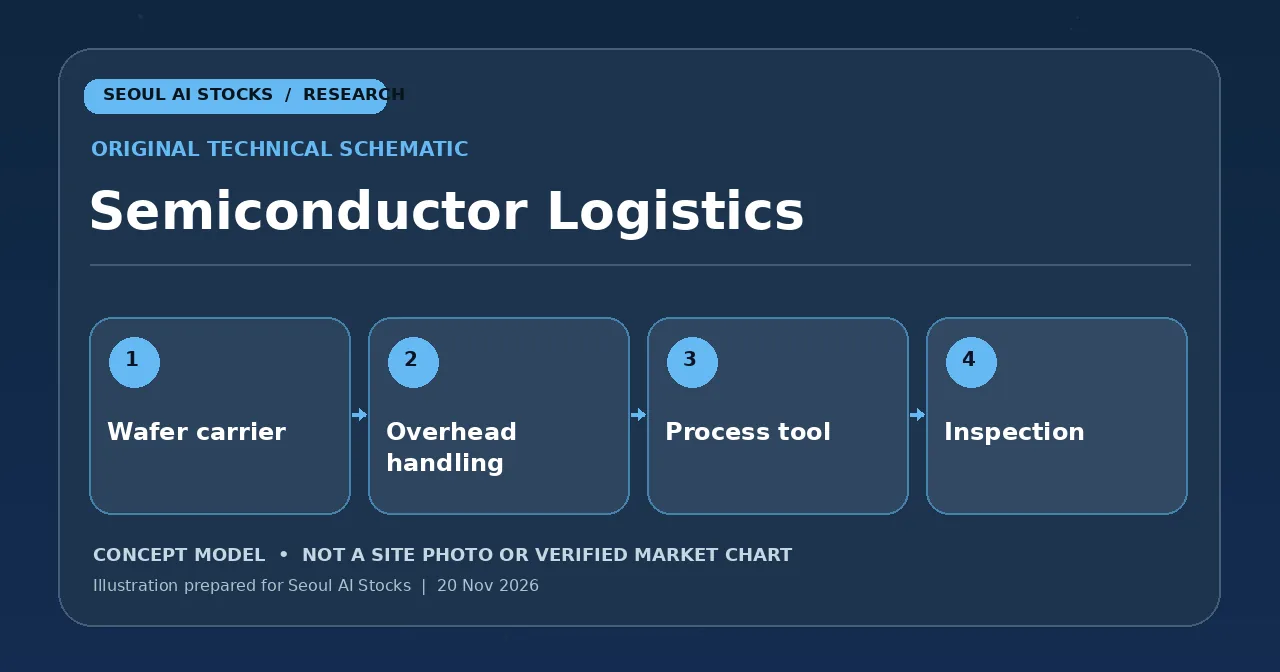 SEOUL AI STOCKS / RESEARCH
ORIGINAL TECHNICAL SCHEMATIC
Semiconductor Logistics
1
Wafer carrier
2
Overhead
handling
3
Process tool
4
Inspection
CONCEPT MODEL • NOT A SITE PHOTO OR VERIFIED MARKET CHART
Illustration prepared for Seoul AI Stocks | 20 Nov 2026